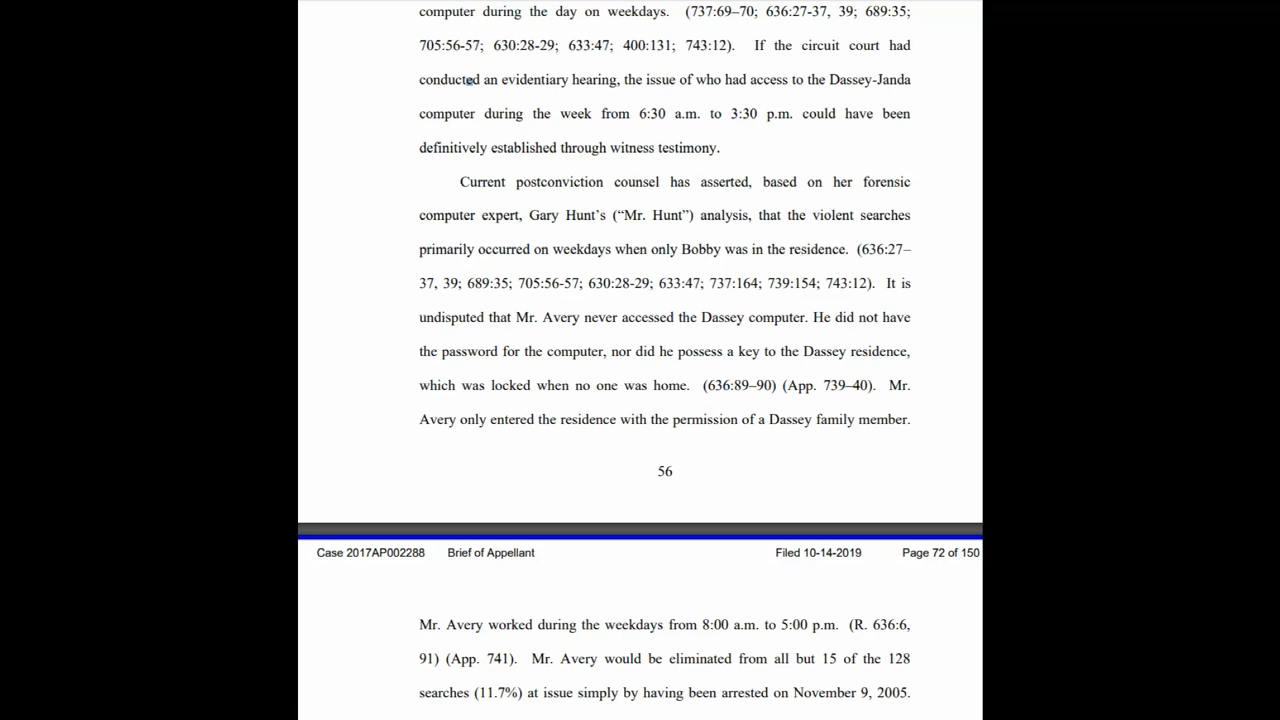 computer during the day on weekdays. (737:69–70; 636:27-37, 39; 689:35;
705:56-57; 630:28-29; 633:47; 400:131; 743:12). If the circuit court had
conducted an evidentiary hearing, the issue of who had access to the Dassey-Janda
computer during the week from 6:30 a.m. to 3:30 p.m. could have been
definitively established through witness testimony.
Current postconviction counsel has asserted, based on her forensic
computer expert, Gary Hunt’s (“Mr. Hunt”) analysis, that the violent searches
primarily occurred on weekdays when only Bobby was in the residence. (636:27–
37, 39; 689:35; 705:56-57; 630:28-29; 633:47; 737:164; 739:154; 743:12). It is
undisputed that Mr. Avery never accessed the Dassey computer. He did not have
the password for the computer, nor did he possess a key to the Dassey residence,
which was locked when no one was home. (636:89–90) (App. 739–40). Mr.
Avery only entered the residence with the permission of a Dassey family member.
56
Case 2017AP002288 Brief of Appellant Filed 10-14-2019 Page 72 of 150
Mr. Avery worked during the weekdays from 8:00 a.m. to 5:00 p.m. (R. 636:6,
91) (App. 741). Mr. Avery would be eliminated from all but 15 of the 128
searches (11.7%) at issue simply by having been arrested on November 9, 2005.